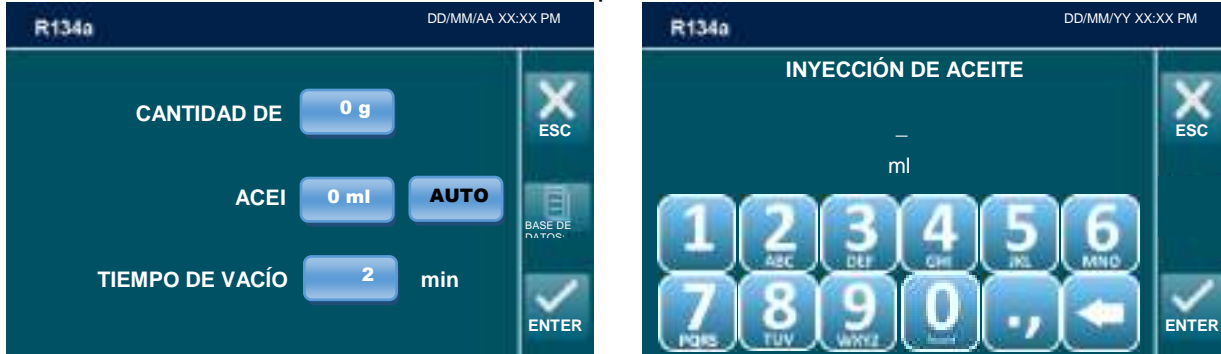 R134a
DD/MM/AA XX:XX PM
CANTIDAD DE 0 g
ESC
ACEI 0 ml AUTO
BASE DE
DATOS:
TIEMPO DE VACÍO 2 min
ENTER
R134a
DD/MM/YY XX:XX PM
INYECCIÓN DE ACEITE
_
ml
ESC
1 2 3 4 5 6
ABC DEF GHI JKL MNO
7 8 9 0 .,
PQRS TUV WXYZ
ENTER